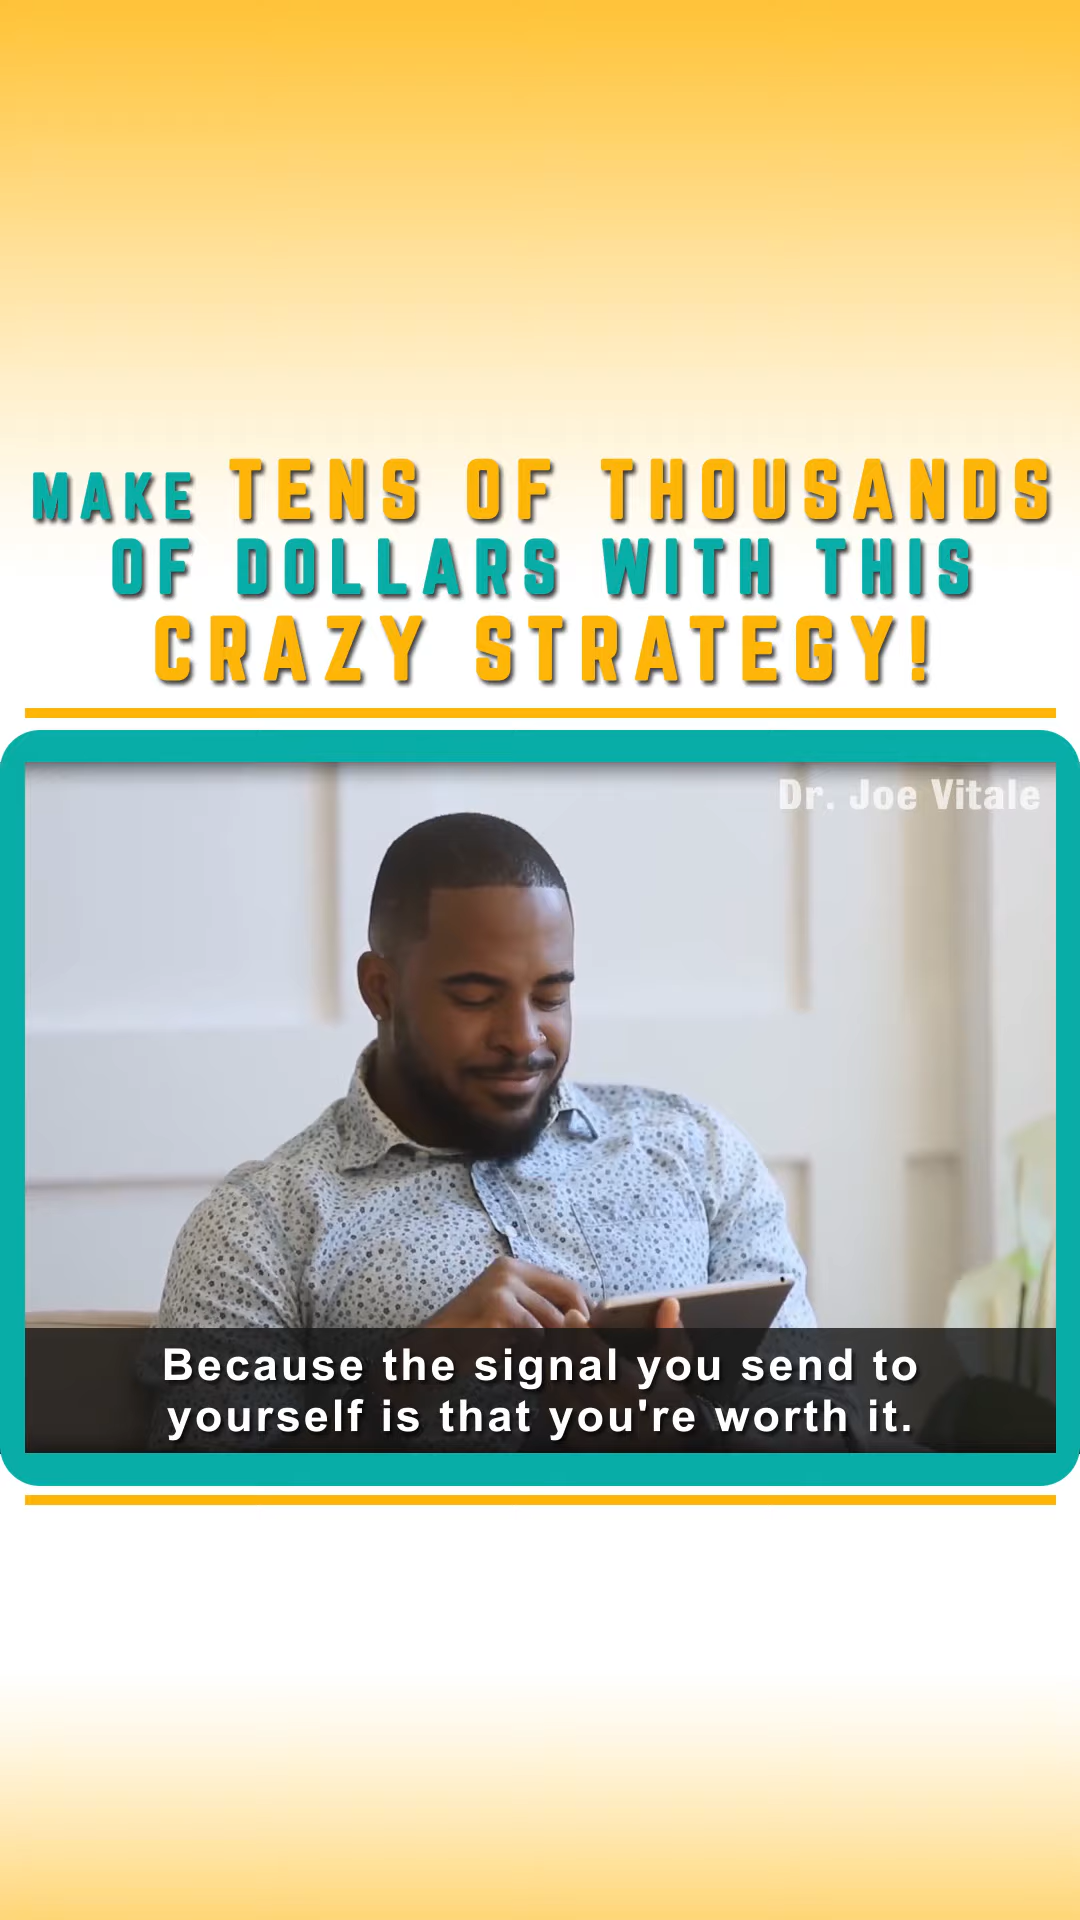 MAKE TENS OF THOUSANDS
OF DOLLARS WITH THIS
CRAZY STRATEGY!
Dr. Joe Vitale
Because the signal you send to
yourself is that you're worth it.